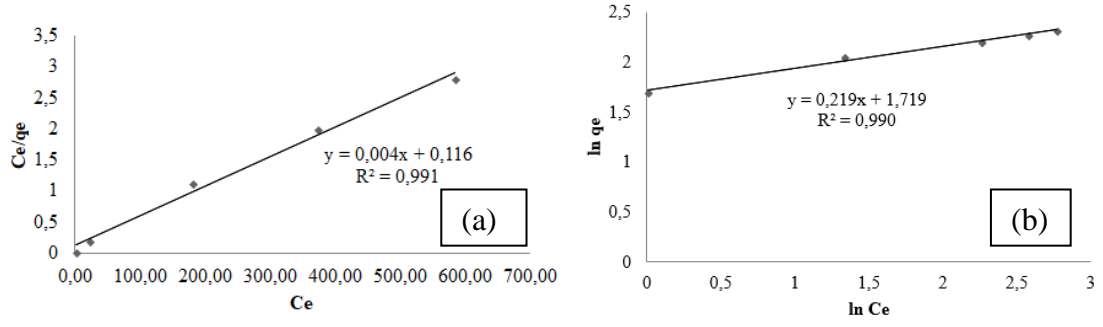 3,5
3
2,5
2
1,5
1
0,5
0
Ce/qe
0,00 100,00 200,00 300,00 400,00 500,00 600,00 700,00
Ce
y = 0,004x + 0,116
R² = 0,991
(a)
2,5
2
1,5
1
0,5
0
ln qe
0 0,5 1 1,5 2 2,5 3
ln Ce
y = 0,219x + 1,719
R² = 0,990
(b)